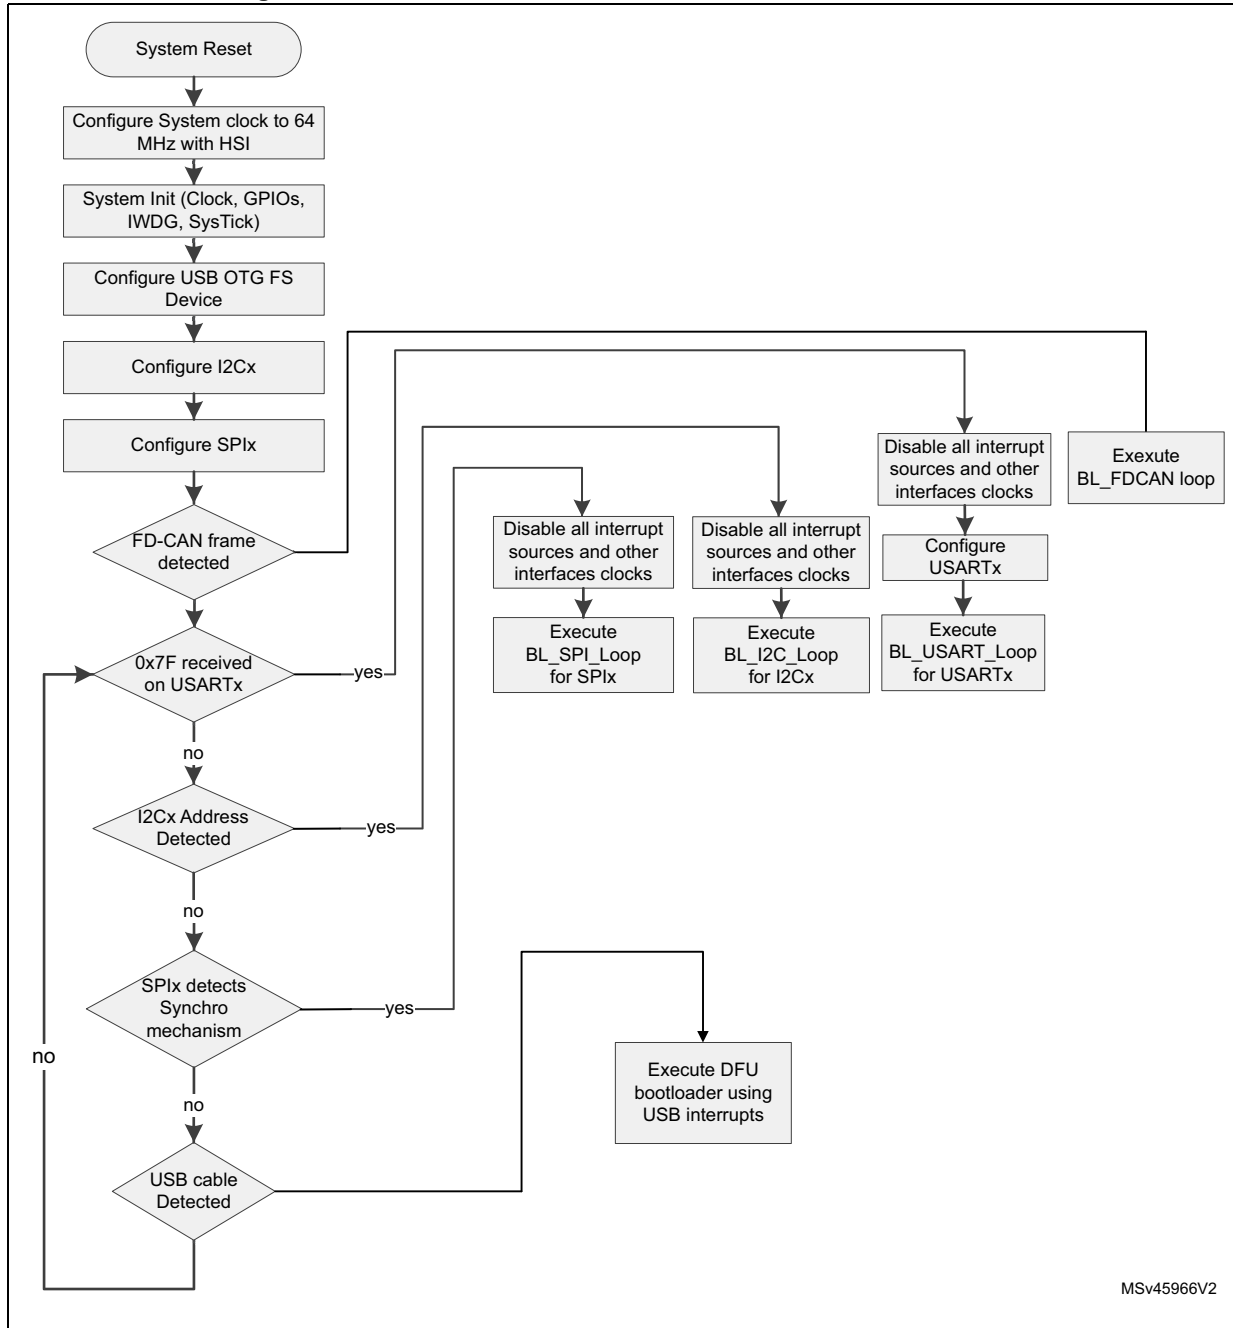 System Reset
Configure System clock to 64
MHz with HSI
System Init (Clock, GPIOs,
IWDG, SysTick)
Configure USB OTG FS
Device
Configure I2Cx
Configure SPIx
FD-CAN frame
detected
0x7F received
on USARTx
yes
no
I2Cx Address
Detected
yes
no
SPIx detects
Synchro
mechanism
yes
no
USB cable
Detected
no
Disable all interrupt
sources and other
interfaces clocks
Execute
BL_SPI_Loop
for SPIx
Disable all interrupt
sources and other
interfaces clocks
Execute
BL_I2C_Loop
for I2Cx
Disable all interrupt
sources and other
interfaces clocks
Configure
USARTx
Execute
BL_USART_Loop
for USARTx
Exexute
BL_FDCAN loop
Execute DFU
bootloader using
USB interrupts
MSv45966V2